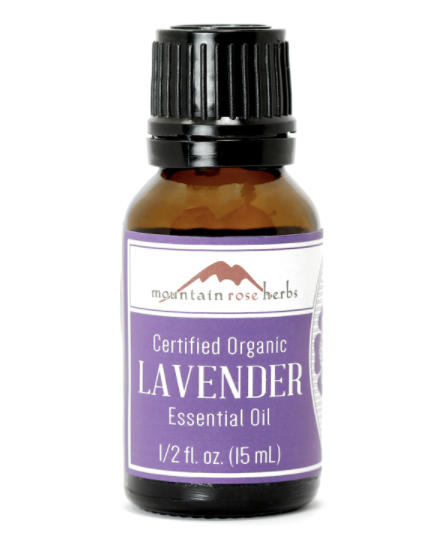 mountain rose herbs
Certified Organic
LAVENDER
Essential Oil
1/2 fl. oz. (15 mL)